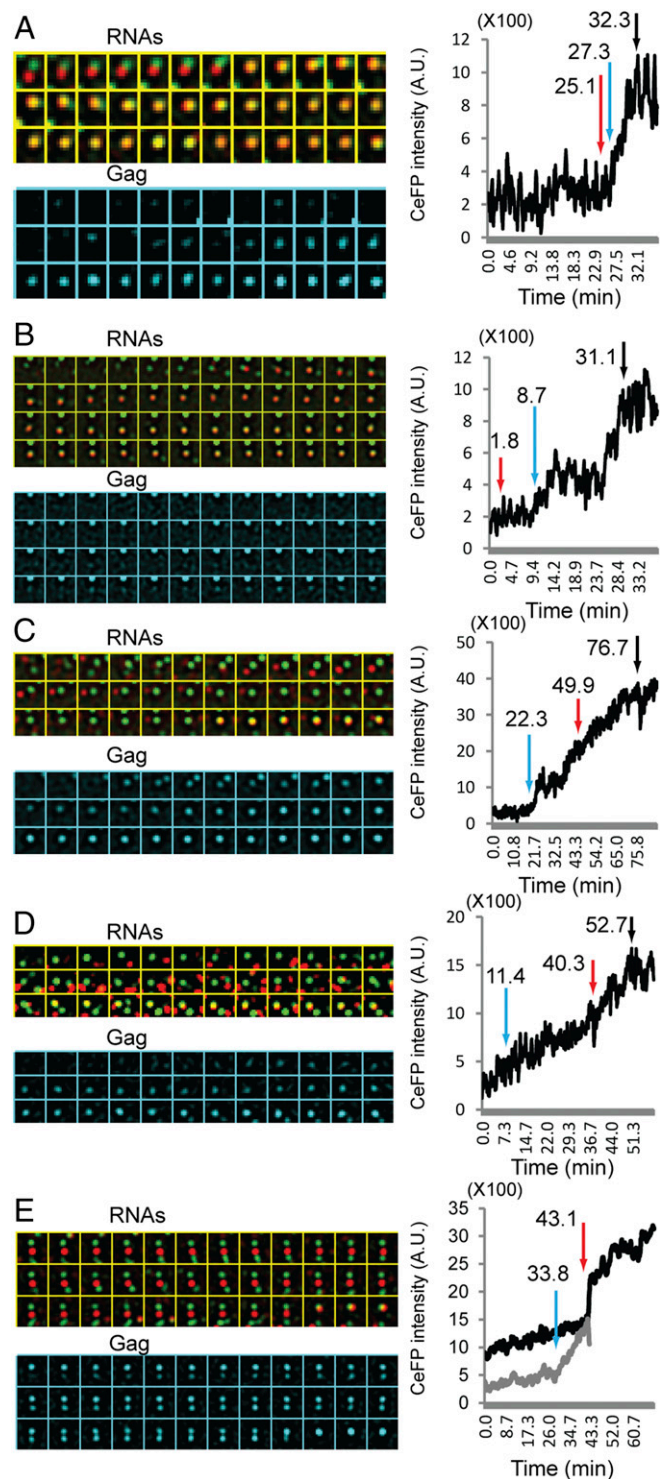 A
RNAs
Gag
(X100)
CeFP intensity (A.U.)
12
10
8
6
4
2
0
25.1
27.3
32.3
0.0 4.6 9.2 13.8 18.3 22.9 27.5 32.1
Time (min)
B
RNAs
Gag
(X100)
CeFP intensity (A.U.)
12
10
8
6
4
2
0
1.8
8.7
31.1
0.0 4.7 9.4 14.2 18.9 23.7 28.4 33.2
Time (min)
C
RNAs
Gag
(X100)
CeFP intensity (A.U.)
50
40
30
20
10
0
22.3
49.9
76.7
0.0 10.8 21.7 32.5 43.3 54.2 65.0 75.8
Time (min)
D
RNAs
Gag
(X100)
CeFP intensity (A.U.)
20
15
10
5
0
11.4
40.3
52.7
0.0 7.3 14.7 22.0 29.3 36.7 44.0 51.3
Time (min)
E
RNAs
Gag
(X100)
CeFP intensity (A.U.)
35
30
25
15
10
5
0
33.8
43.1
0.0 8.7 17.3 26.0 34.7 43.3 52.0 60.7
Time (min)